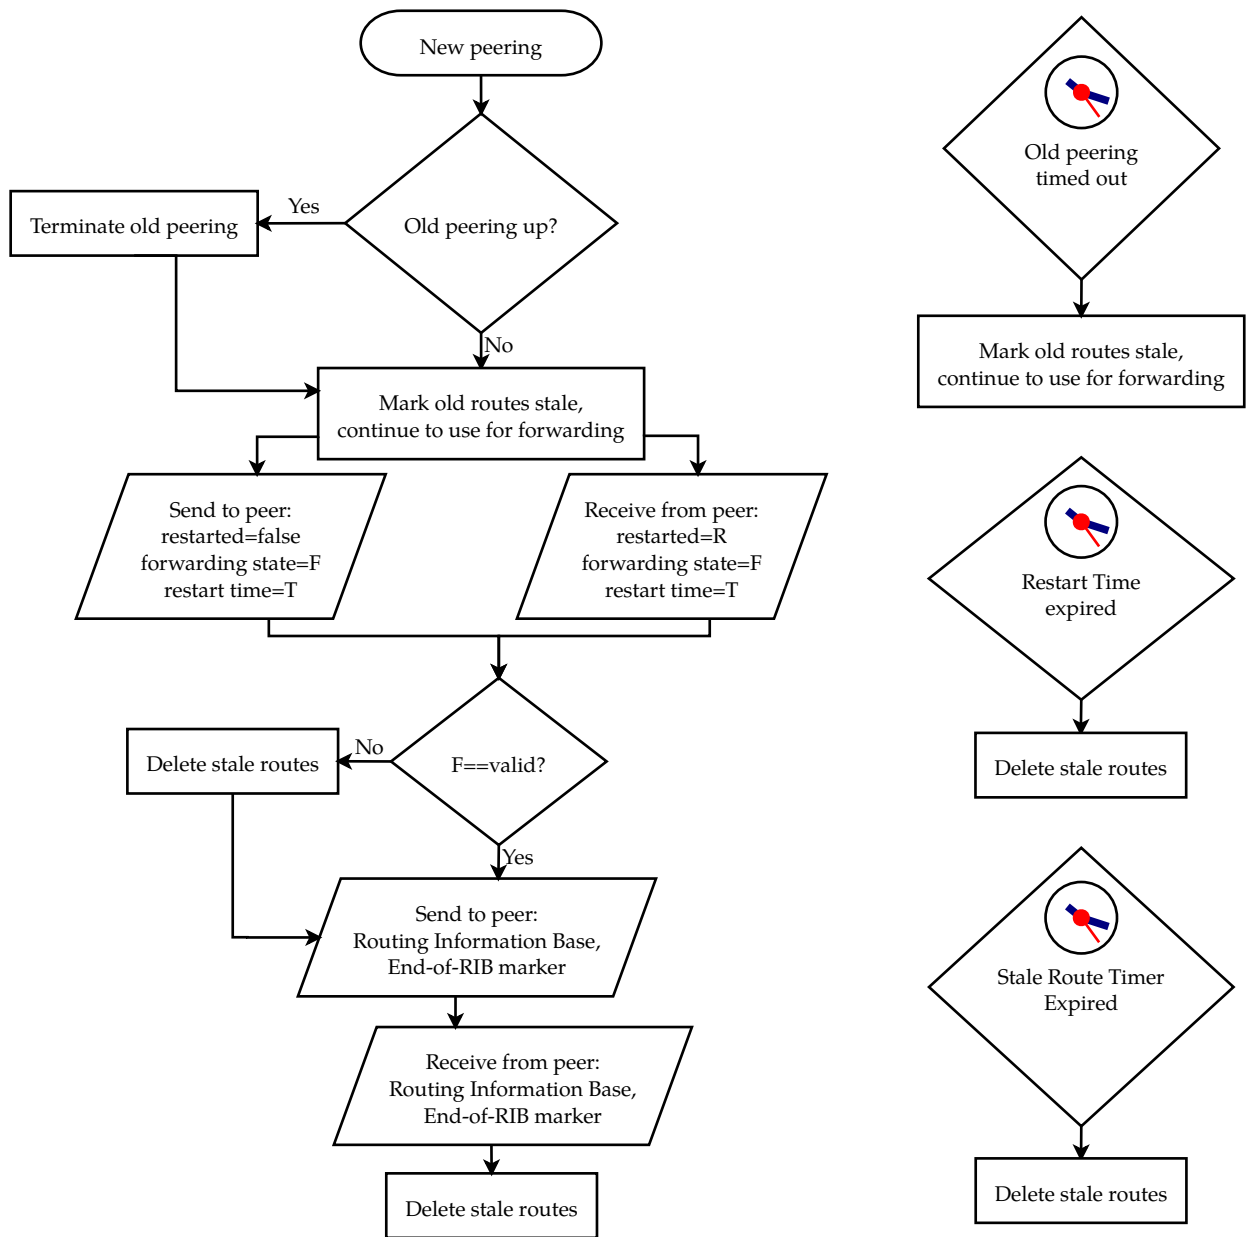 New peering
Old peering up?
Yes
Terminate old peering
No
Mark old routes stale,
continue to use for forwarding
Send to peer:
restarted=false
forwarding state=F
restart time=T
Receive from peer:
restarted=R
forwarding state=F
restart time=T
F==valid?
No
Delete stale routes
Yes
Send to peer:
Routing Information Base,
End-of-RIB marker
Receive from peer:
Routing Information Base,
End-of-RIB marker
Delete stale routes
Old peering
timed out
Mark old routes stale,
continue to use for forwarding
Restart Time
expired
Delete stale routes
Stale Route Timer
Expired
Delete stale routes